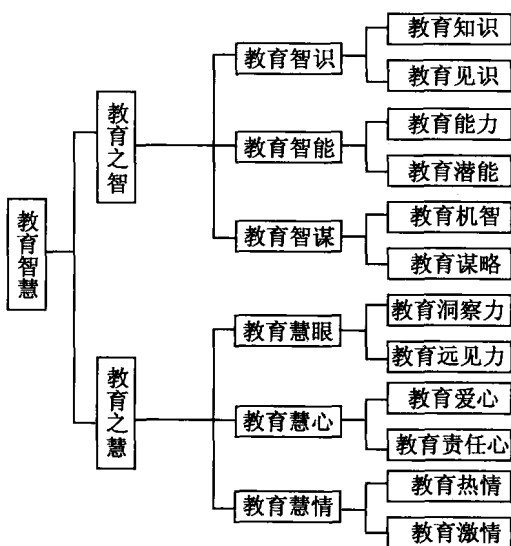 教育智慧
教育之智
教育智识
教育知识
教育见识
教育智能
教育能力
教育潜能
教育智谋
教育机智
教育谋略
教育之慧
教育慧眼
教育洞察力
教育远见力
教育慧心
教育爱心
教育责任心
教育慧情
教育热情
教育激情